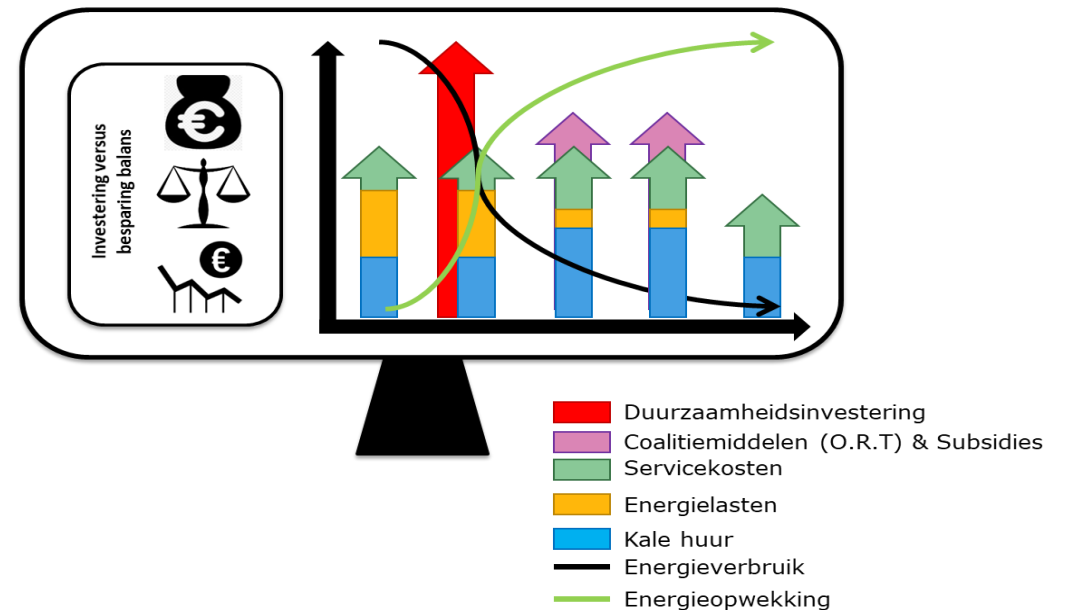 Investering versus
besparing balans
€
€
Duurzaamheidsinvestering
Coalitiemiddelen (O.R.T) & Subsidies
Servicekosten
Energielasten
Kale huur
Energieverbruik
Energieopwekking